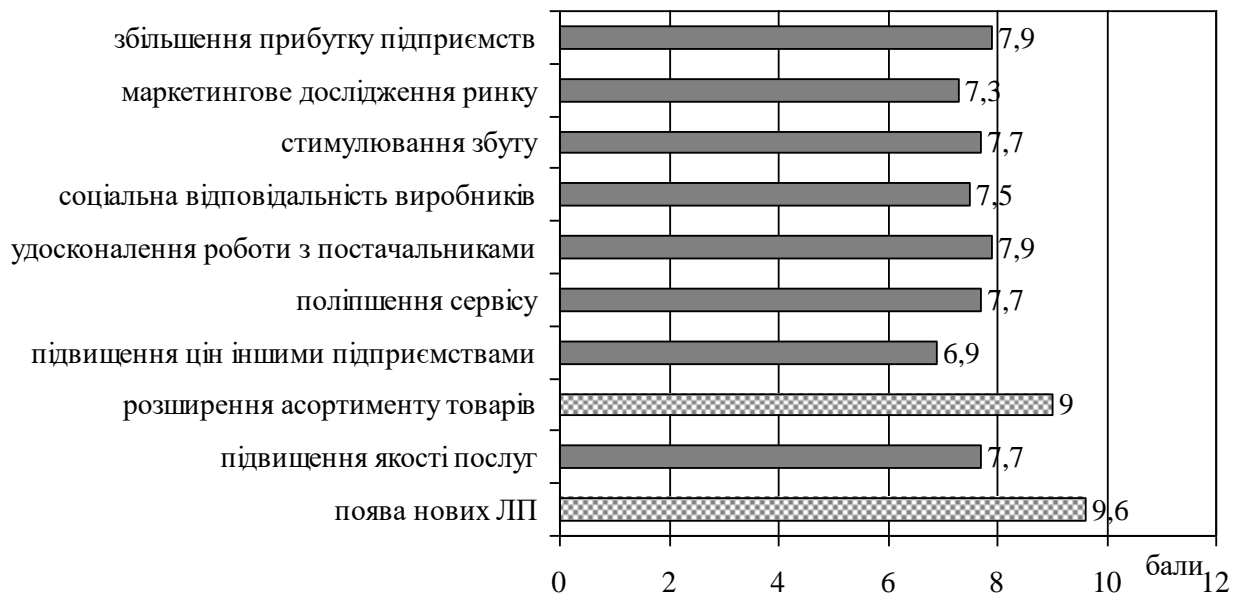 збільшення прибутку підприємств 7,9
маркетингове дослідження ринку 7,3
стимулювання збуту 7,7
соціальна відповідальність виробників 7,5
удосконалення роботи з постачальниками 7,9
поліпшення сервісу 7,7
підвищення цін іншими підприємствами 6,9
розширення асортименту товарів 9
підвищення якості послуг 7,7
поява нових ЛП 9,6
бали
0 2 4 6 8 10 12